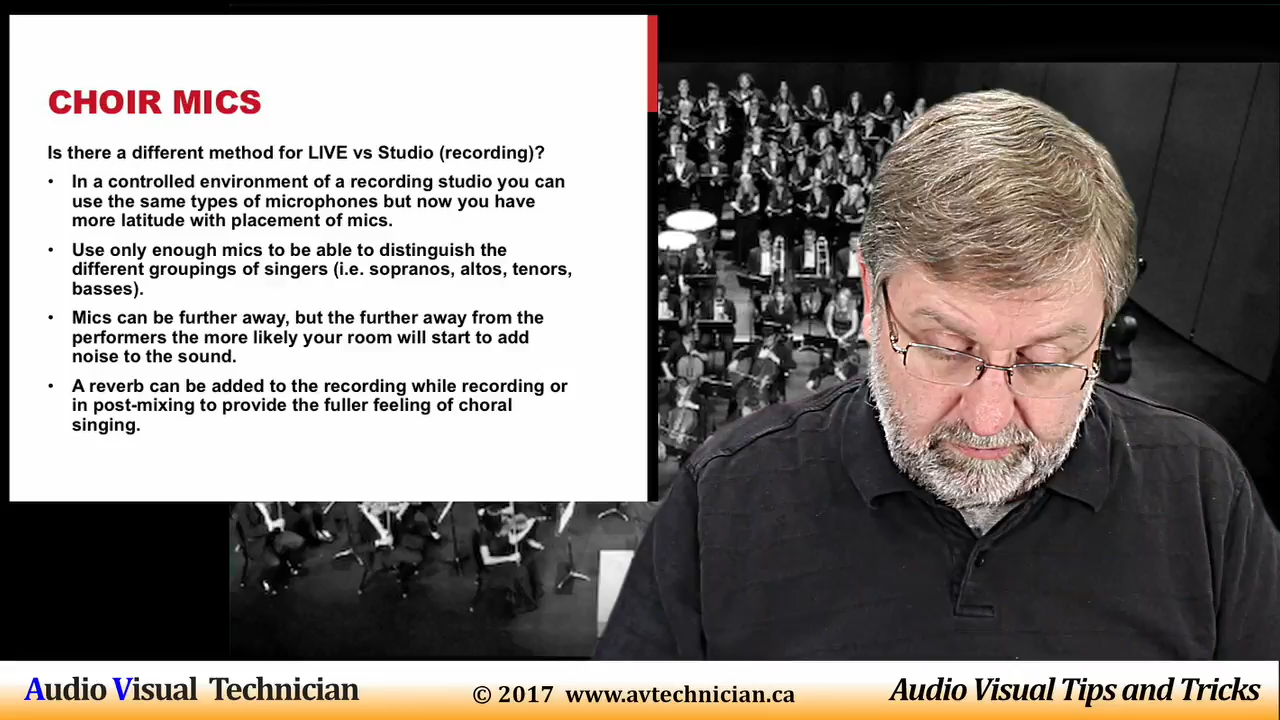 CHOIR MICS
Is there a different method for LIVE vs Studio (recording)?
• In a controlled environment of a recording studio you can
use the same types of microphones but now you have
more latitude with placement of mics.
• Use only enough mics to be able to distinguish the
different groupings of singers (i.e. sopranos, altos, tenors,
basses).
• Mics can be further away, but the further away from the
performers the more likely your room will start to add
noise to the sound.
• A reverb can be added to the recording while recording or
in post-mixing to provide the fuller feeling of choral
singing.
Audio Visual Technician
© 2017 www.avtechnician.ca
Audio Visual Tips and Tricks